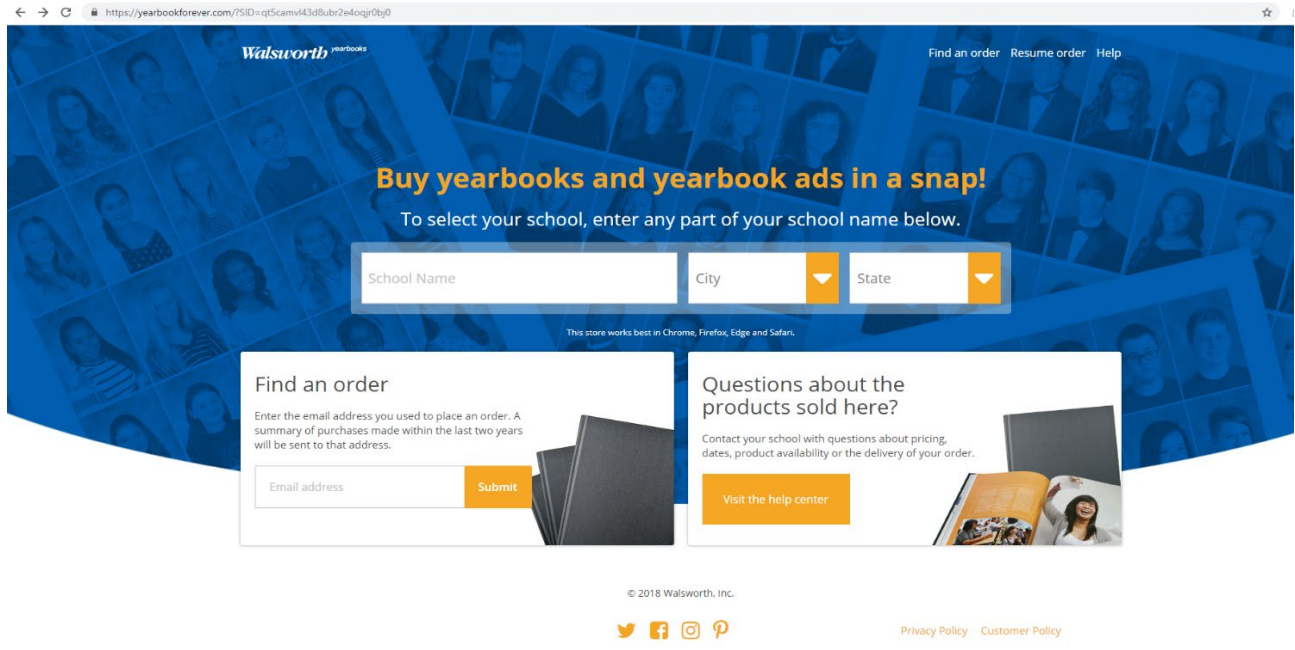 https://yearbookforever.com/?SID=qt5camvl43d8ubr2e4oqjr0bj0
Walsworth yearbooks
Find an order Resume order Help
Buy yearbooks and yearbook ads in a snap!
To select your school, enter any part of your school name below.
School Name City State
This store works best in Chrome, Firefox, Edge and Safari.
Find an order
Enter the email address you used to place an order. A
summary of purchases made within the last two years
will be sent to that address.
Email address Submit
Questions about the
products sold here?
Contact your school with questions about pricing,
dates, product availability or the delivery of your order.
Visit the help center
© 2018 Walsworth, Inc.
Privacy Policy Customer Policy